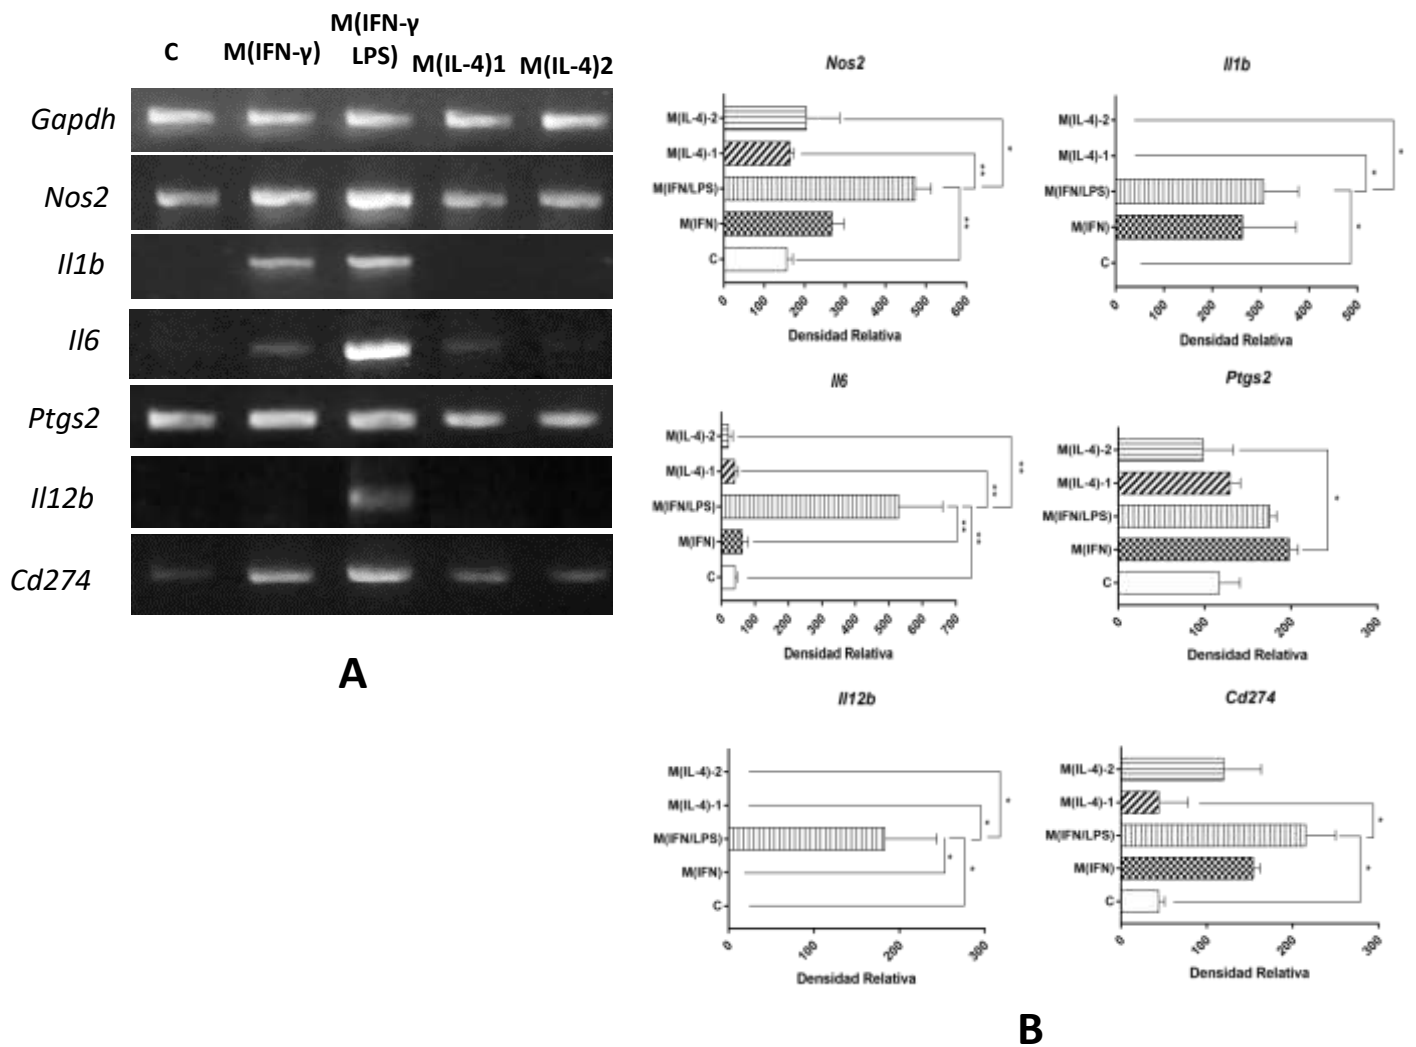 C
M(IFN-γ)
M(IFN-γ
LPS)
M(IL-4)1
M(IL-4)2
Gapdh
Nos2
Il1b
Il6
Ptgs2
Il12b
Cd274
A
Nos2
M(IL-4)-2
M(IL-4)-1
M(IFN/LPS)
M(IFN)
C
*
**
**
0 100 200 300 400 500 600
Densidad Relativa
Il1b
M(IL-4)-2
M(IL-4)-1
M(IFN/LPS)
M(IFN)
C
*
*
*
0 100 200 300 400 500
Densidad Relativa
Il6
M(IL-4)-2
M(IL-4)-1
M(IFN/LPS)
M(IFN)
C
**
**
**
**
0 100 200 300 400 500 600 700
Densidad Relativa
Ptgs2
M(IL-4)-2
M(IL-4)-1
M(IFN/LPS)
M(IFN)
C
*
0 100 200 300
Densidad Relativa
Il12b
M(IL-4)-2
M(IL-4)-1
M(IFN/LPS)
M(IFN)
C
*
*
*
*
0 100 200 300
Densidad Relativa
Cd274
M(IL-4)-2
M(IL-4)-1
M(IFN/LPS)
M(IFN)
C
*
*
0 100 200 300
Densidad Relativa
B